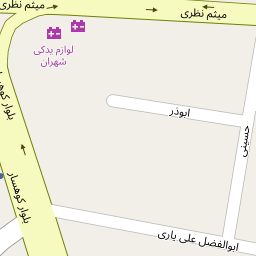 میثم نظری
میثم نظری
لوازم یدکی
شهران
ابوذر
حسینی
بلوار کوهسار
بلوار کوهسار
ابوالفضل علی یاری